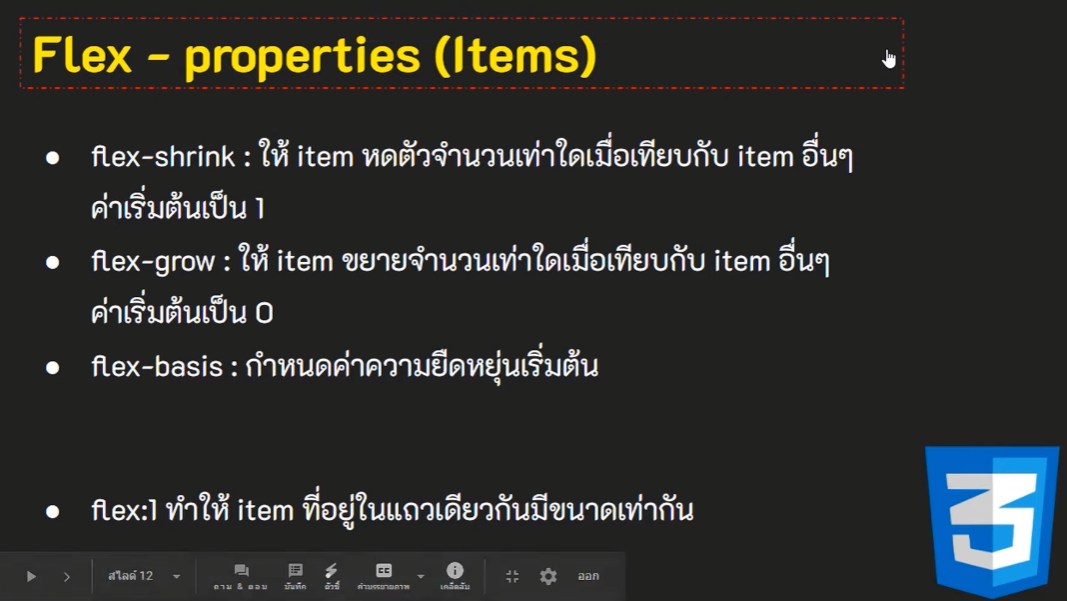 Flex - properties (Items)
● flex-shrink : ให้ item หดตัวจำนวนเท่าใดเมื่อเทียบกับ item อื่นๆ
ค่าเริ่มต้นเป็น 1
● flex-grow : ให้ item ขยายจำนวนเท่าใดเมื่อเทียบกับ item อื่นๆ
ค่าเริ่มต้นเป็น 0
● flex-basis : กำหนดค่าความยืดหยุ่นเริ่มต้น
● flex:1 ทำให้ item ที่อยู่ในแถวเดียวกันมีขนาดเท่ากัน
3
สไลด์ 12
ถาม & ตอบ บันทึก ตัวชี้ คำบรรยายภาพ เคล็ดลับ ออก
CC